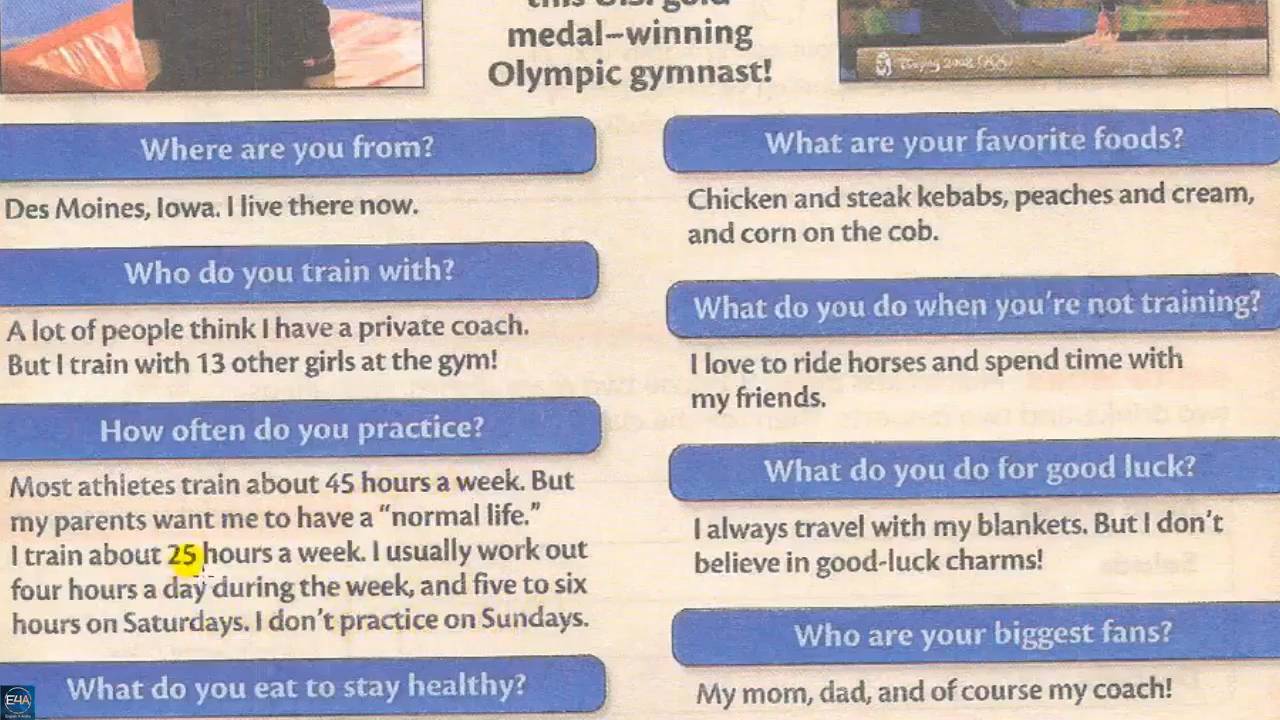 medal–winning
Olympic gymnast!
Where are you from?
Des Moines, Iowa. I live there now.
Who do you train with?
A lot of people think I have a private coach.
But I train with 13 other girls at the gym!
How often do you practice?
Most athletes train about 45 hours a week. But
my parents want me to have a “normal life.”
I train about 25 hours a week. I usually work out
four hours a day during the week, and five to six
hours on Saturdays. I don’t practice on Sundays.
What do you eat to stay healthy?
What are your favorite foods?
Chicken and steak kebabs, peaches and cream,
and corn on the cob.
What do you do when you’re not training?
I love to ride horses and spend time with
my friends.
What do you do for good luck?
I always travel with my blankets. But I don’t
believe in good-luck charms!
Who are your biggest fans?
My mom, dad, and of course my coach!
E4A